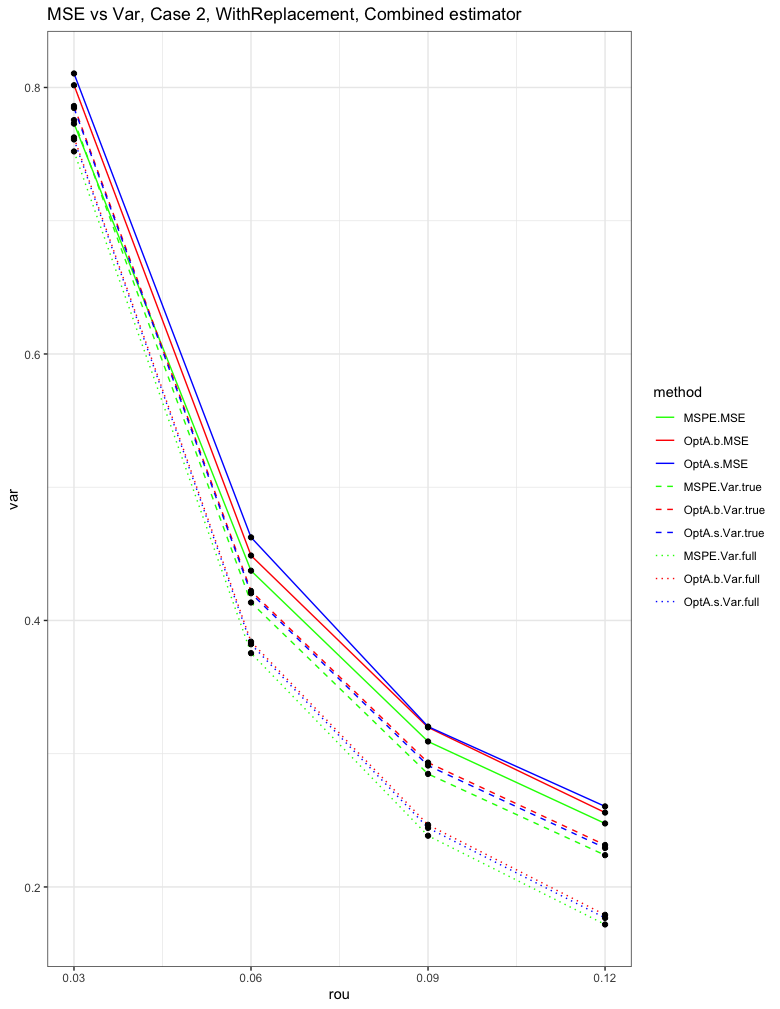 MSE vs Var, Case 2, WithReplacement, Combined estimator
var
0.8
0.6
0.4
0.2
0.03
0.06
0.09
0.12
rou
method
MSPE.MSE
OptA.b.MSE
OptA.s.MSE
MSPE.Var.true
OptA.b.Var.true
OptA.s.Var.true
MSPE.Var.full
OptA.b.Var.full
OptA.s.Var.full